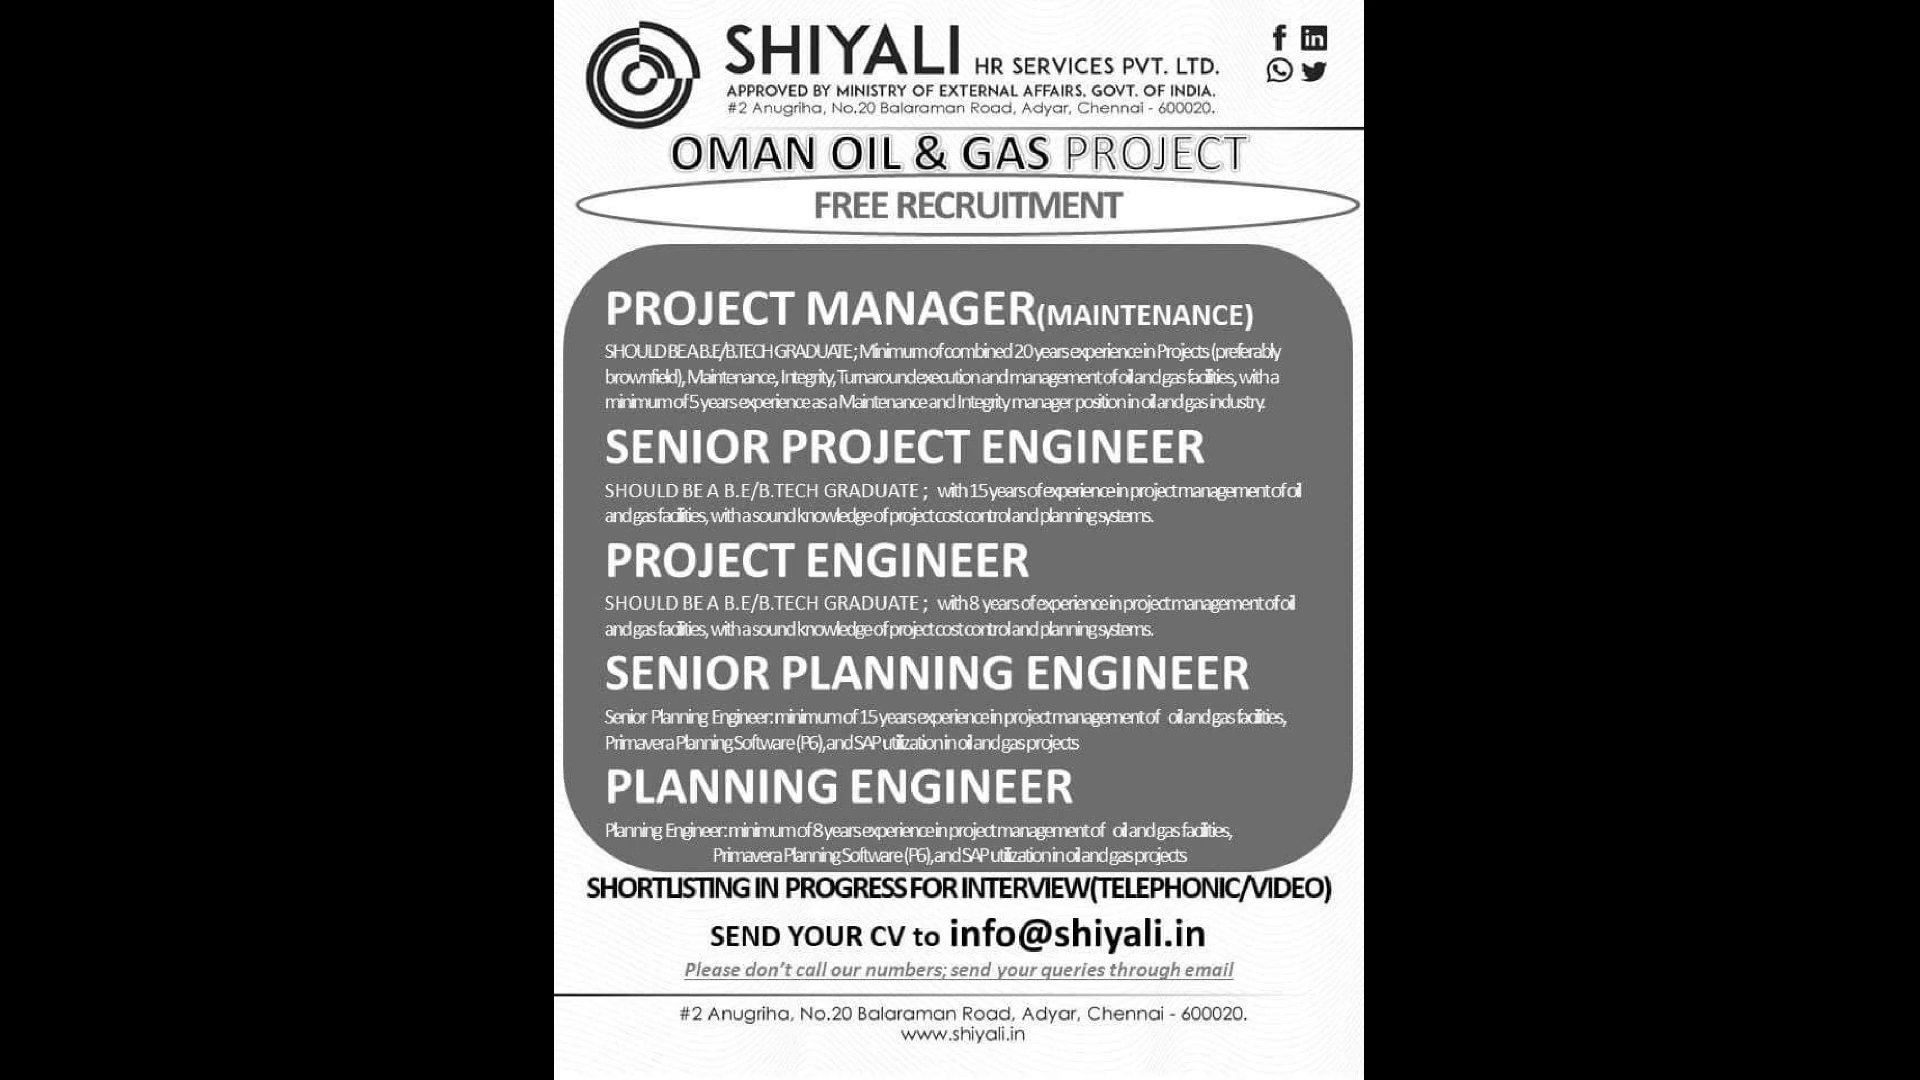 SHIYALI HR SERVICES PVT. LTD.
APPROVED BY MINISTRY OF EXTERNAL AFFAIRS, GOVT. OF INDIA.
#2 Anugriha, No.20 Balaraman Road, Adyar, Chennai - 600020.
OMAN OIL & GAS PROJECT
FREE RECRUITMENT
PROJECT MANAGER(MAINTENANCE)
SHOULD BE A B.E/B.TECH GRADUATE ; Minimum of combined 20 years experience in Projects (preferably
brownfield), Maintenance, Integrity, Turnaround execution and management of oil and gas facilities, with a
minimum of 5 years experience as a Maintenance and Integrity manager position in oil and gas industry.
SENIOR PROJECT ENGINEER
SHOULD BE A B.E/B.TECH GRADUATE ; with 15 years of experience in project management of oil
and gas facilities, with a sound knowledge of project cost control and planning systems.
PROJECT ENGINEER
SHOULD BE A B.E/B.TECH GRADUATE ; with 8 years of experience in project management of oil
and gas facilities, with a sound knowledge of project cost control and planning systems.
SENIOR PLANNING ENGINEER
Senior Planning Engineer: minimum of 15 years experience in project management of oil and gas facilities,
Primavera Planning Software (P6), and SAP utilization in oil and gas projects
PLANNING ENGINEER
Planning Engineer: minimum of 8 years experience in project management of oil and gas facilities,
Primavera Planning Software (P6), and SAP utilization in oil and gas projects
SHORTLISTING IN PROGRESS FOR INTERVIEW(TELEPHONIC/VIDEO)
SEND YOUR CV to info@shiyali.in
Please don't call our numbers; send your queries through email
#2 Anugriha, No.20 Balaraman Road, Adyar, Chennai - 600020.
www.shiyali.in